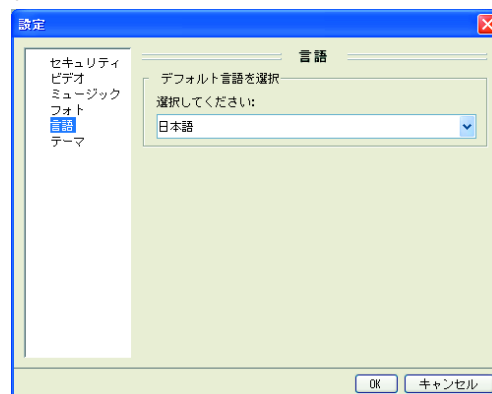 設定
セキュリティ
ビデオ
ミュージック
フォト
言語
テーマ
言語
デフォルト言語を選択
選択してください:
日本語
OK
キャンセル